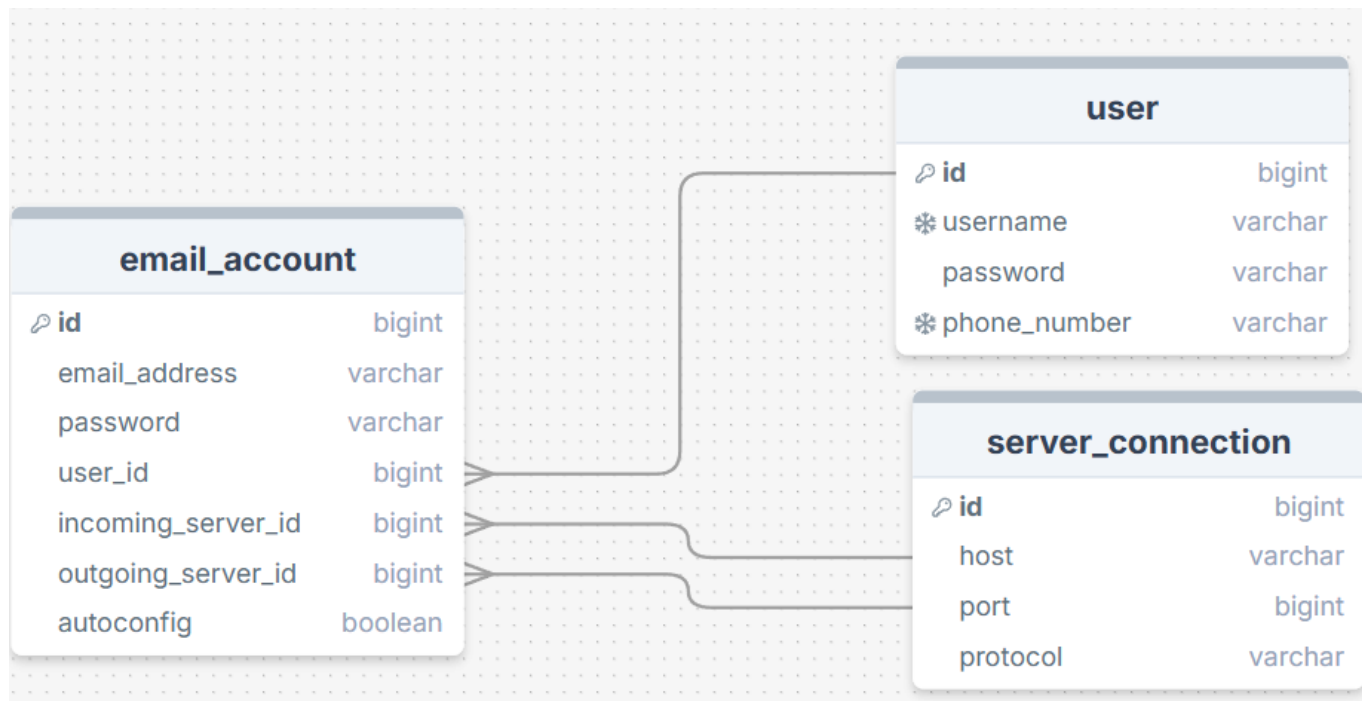 user
id bigint
username varchar
password varchar
phone_number varchar
email_account
id bigint
email_address varchar
password varchar
user_id bigint
incoming_server_id bigint
outgoing_server_id bigint
autoconfig boolean
server_connection
id bigint
host varchar
port bigint
protocol varchar